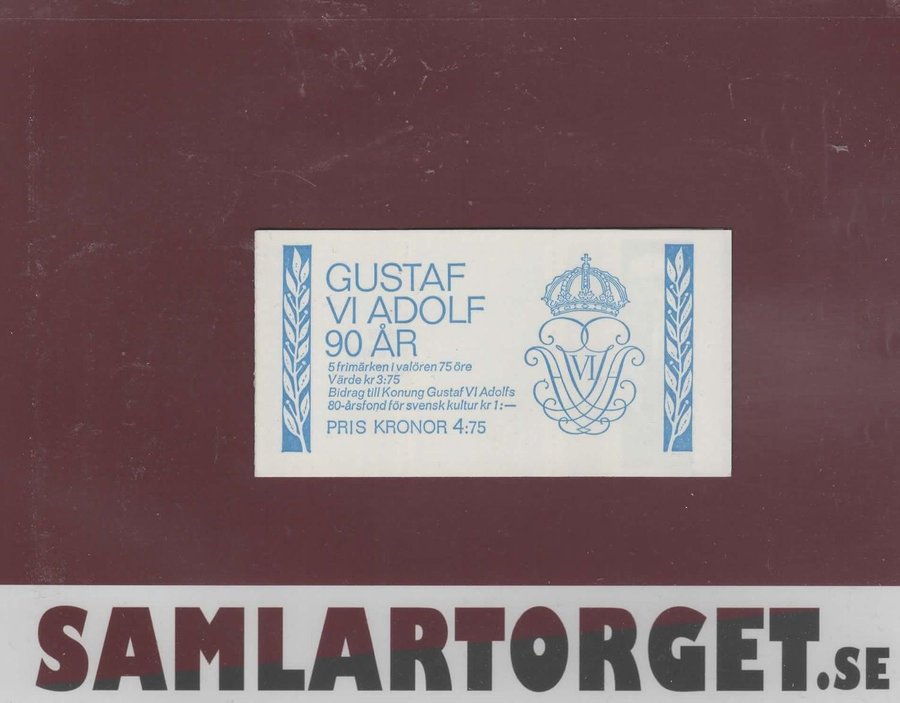 GUSTAF
VI ADOLF
90 ÅR
5 frimärken i valören 75 öre
Värde kr 3:75
Bidrag till Konung Gustaf VI Adolfs
80-årsfond för svensk kultur kr 1:—
PRIS KRONOR 4:75
VI
SAMLARTORGET.SE